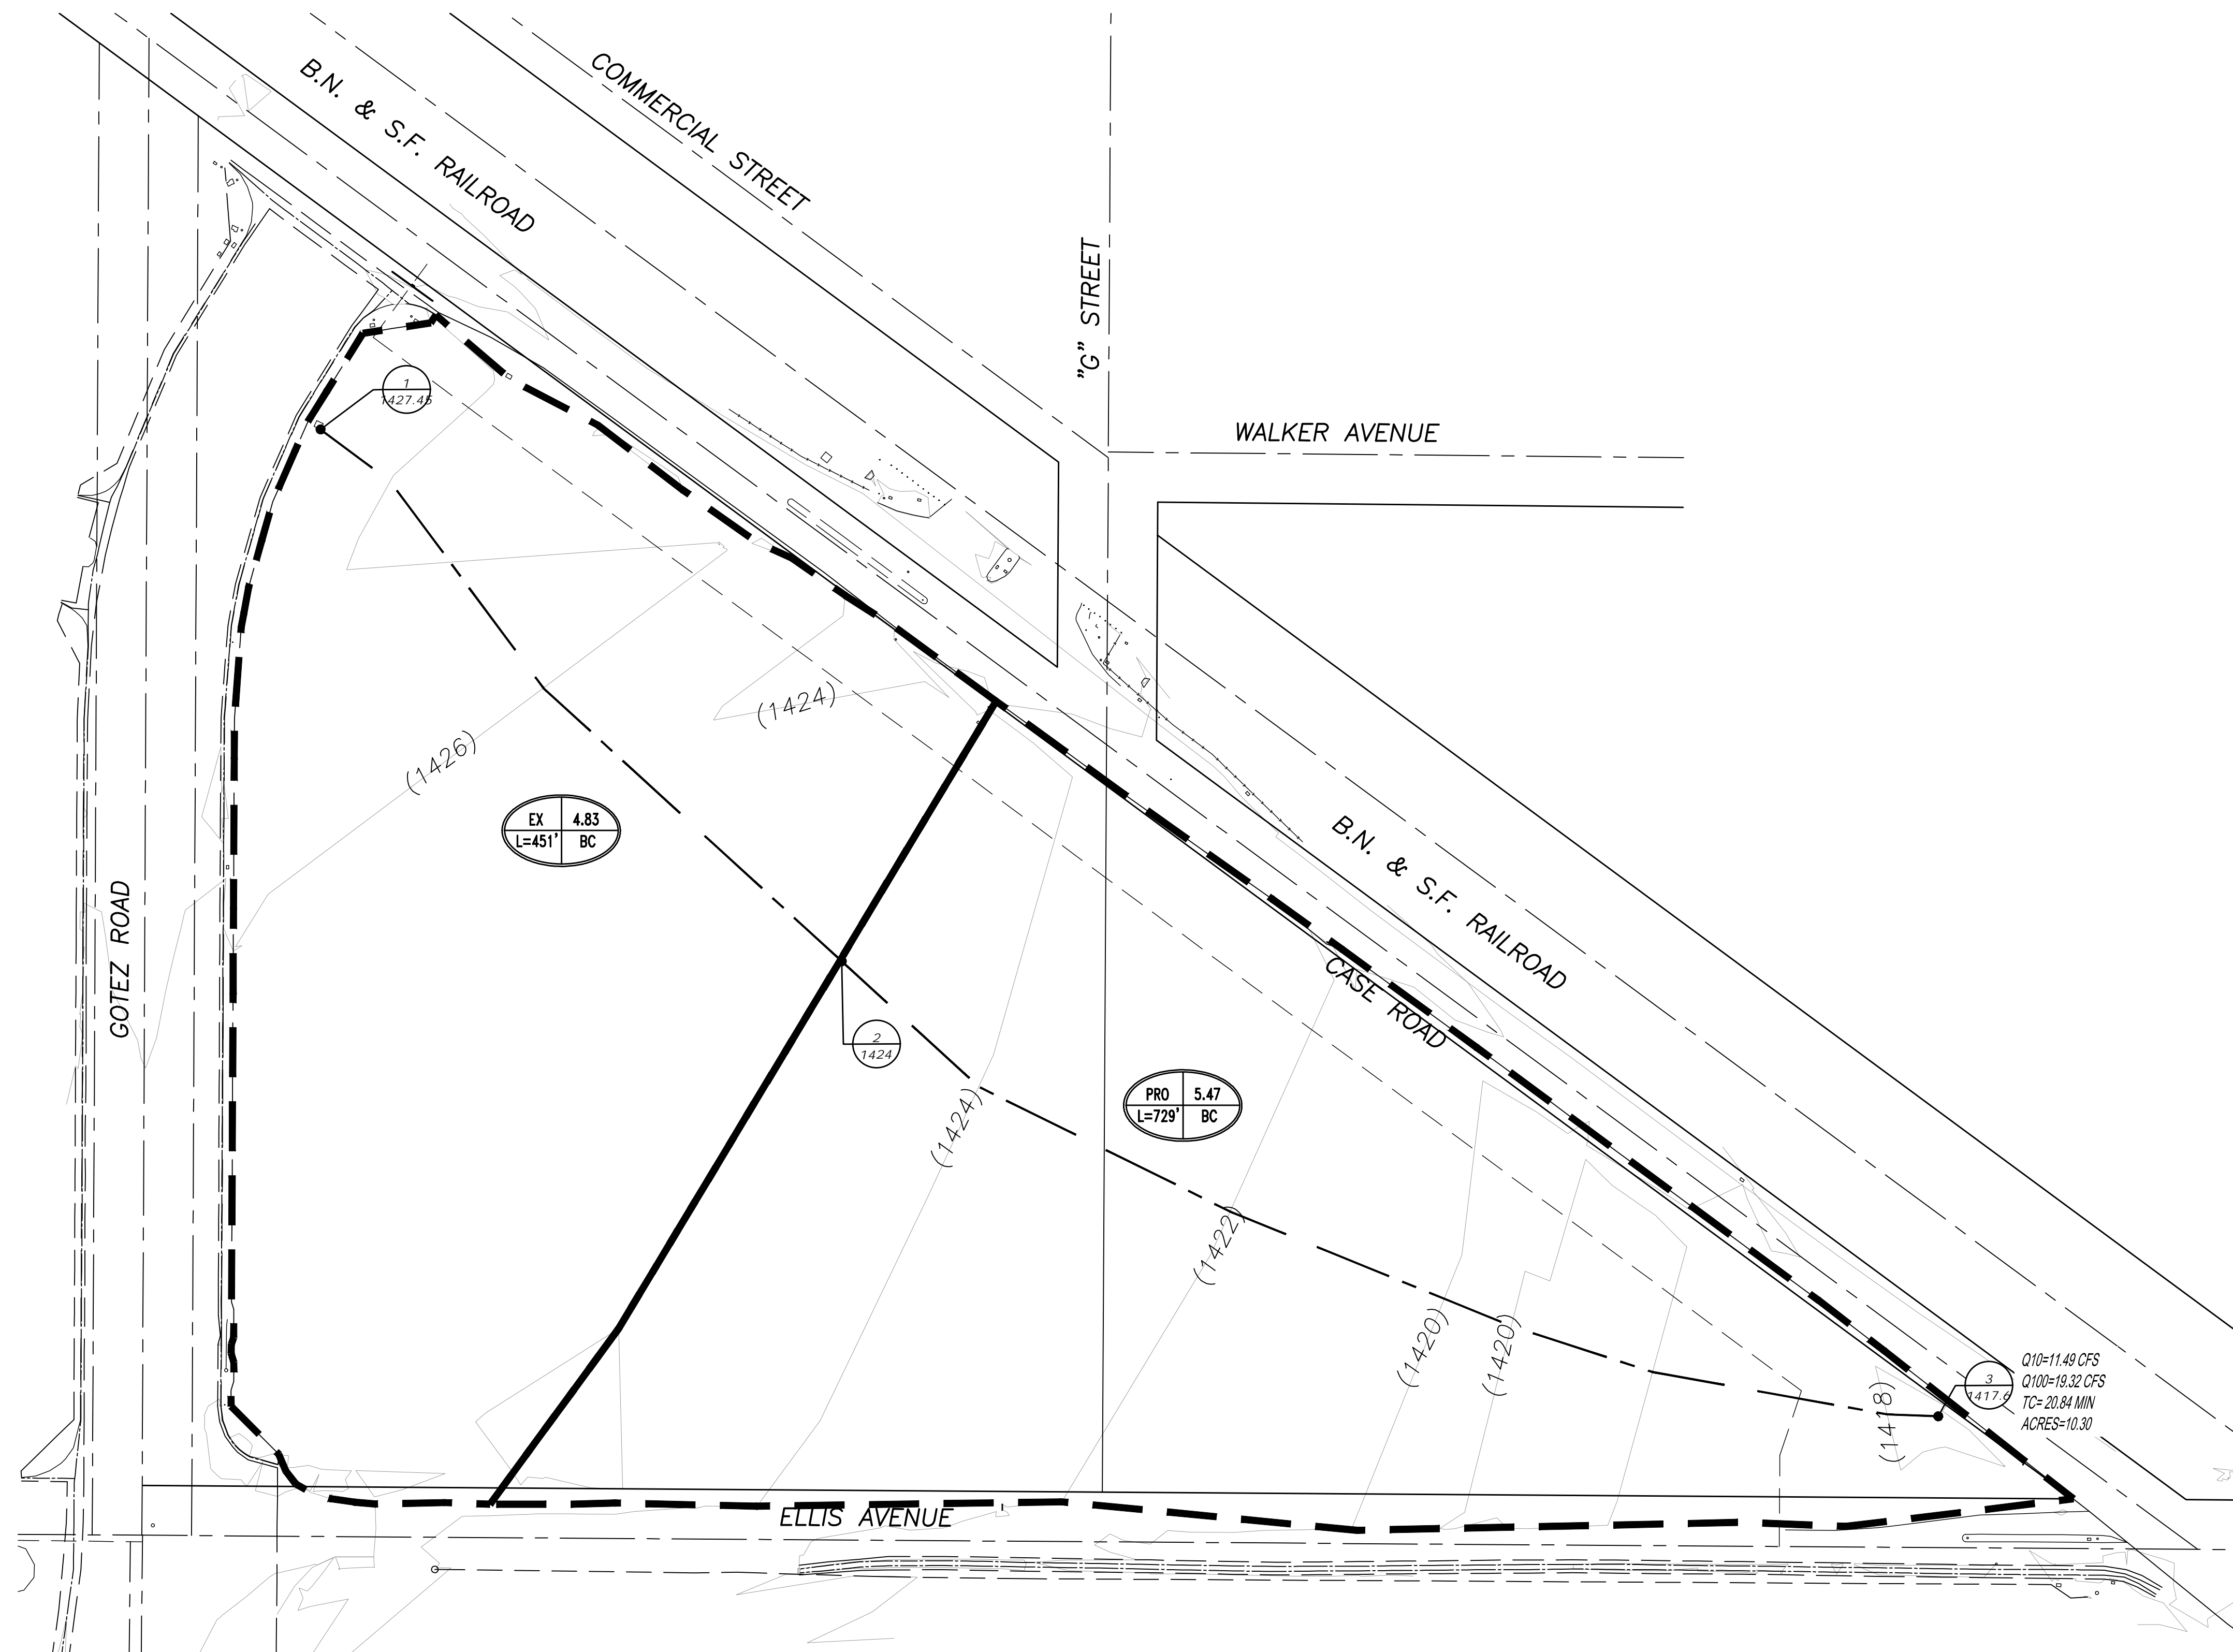 COMMERCIAL STREET
B.N. & S.F. RAILROAD
"G" STREET
1
1427.45
WALKER AVENUE
(1424)
(1426)
EX 4.83
L=451' BC
B.N. & S.F. RAILROAD
GOTEZ ROAD
CASE ROAD
2
1424
PRO 5.47
L=729' BC
(1424)
(1422)
(1420)
(1420)
(1418)
3
1417.6
Q10=11.49 CFS
Q100=19.32 CFS
TC= 20.84 MIN
ACRES=10.30
ELLIS AVENUE